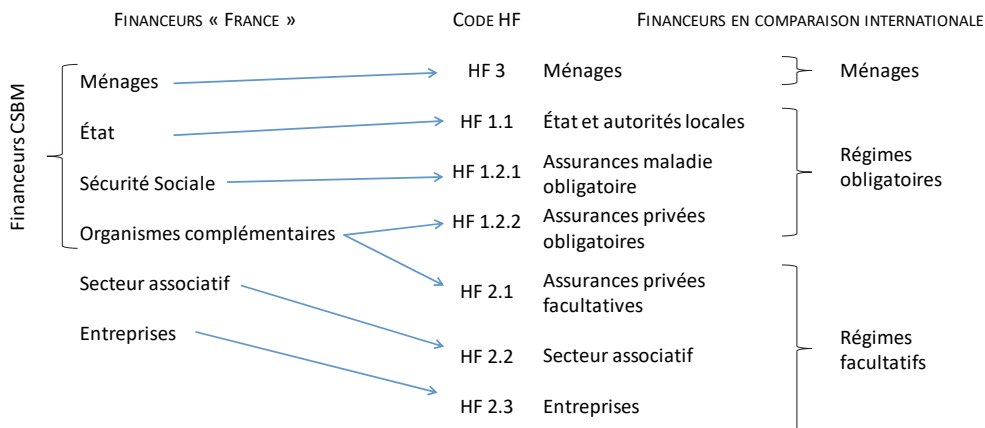 FINANCEURS « FRANCE »
CODE HF
FINANCEURS EN COMPARAISON INTERNATIONALE
Financeurs CSBM
Ménages
HF 3
Ménages
Ménages
État
HF 1.1
État et autorités locales
Régimes
obligatoires
Sécurité Sociale
HF 1.2.1
Assurances maladie
obligatoire
Organismes complémentaires
HF 1.2.2
Assurances privées
obligatoires
HF 2.1
Assurances privées
facultatives
Secteur associatif
HF 2.2
Secteur associatif
Régimes
facultatifs
Entreprises
HF 2.3
Entreprises